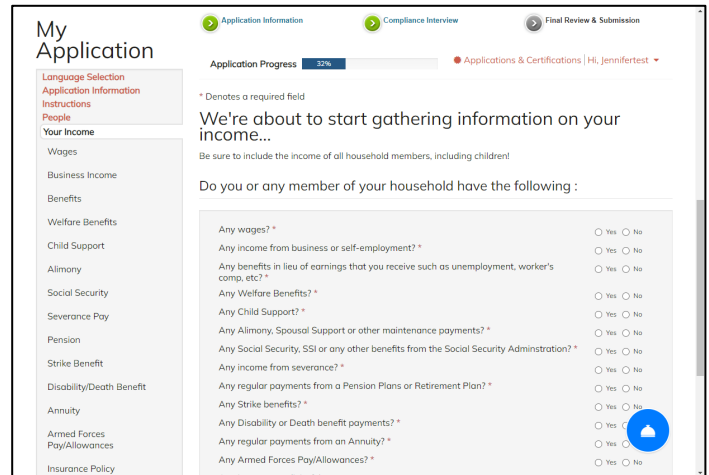 My
Application
Language Selection
Application Information
Instructions
People
Your Income
Wages
Business Income
Benefits
Welfare Benefits
Child Support
Alimony
Social Security
Severance Pay
Pension
Strike Benefit
Disability/Death Benefit
Annuity
Armed Forces
Pay/Allowances
Insurance Policy
Application Information
Compliance Interview
Final Review & Submission
Application Progress 32%
Applications & Certifications | Hi, Jennifertest
* Denotes a required field
We're about to start gathering information on your
income...
Be sure to include the income of all household members, including children!
Do you or any member of your household have the following :
Any wages? * Yes No
Any income from business or self-employment? * Yes No
Any benefits in lieu of earnings that you receive such as unemployment, worker's
comp, etc? * Yes No
Any Welfare Benefits? * Yes No
Any Child Support? * Yes No
Any Alimony, Spousal Support or other maintenance payments? * Yes No
Any Social Security, SSI or any other benefits from the Social Security Adminstration? * Yes No
Any income from severance? * Yes No
Any regular payments from a Pension Plans or Retirement Plan? * Yes No
Any Strike benefits? * Yes No
Any Disability or Death benefit payments? * Yes
Any regular payments from an Annuity? * Yes
Any Armed Forces Pay/Allowances? * Yes No